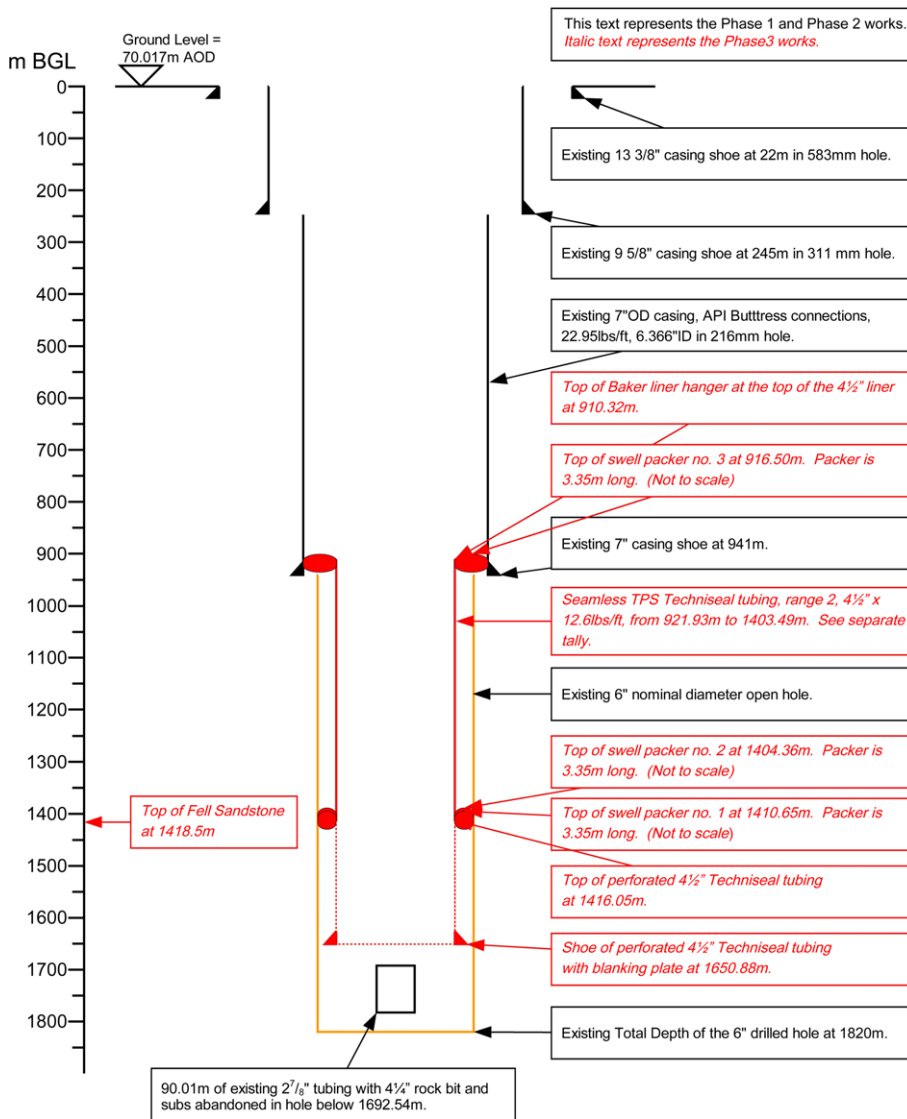 Ground Level =
70.017m AOD
m BGL
This text represents the Phase 1 and Phase 2 works.
Italic text represents the Phase3 works.
0
100
200
300
400
500
600
700
800
900
1000
1100
1200
1300
1400
1500
1600
1700
1800
Existing 13 3/8" casing shoe at 22m in 583mm hole.
Existing 9 5/8" casing shoe at 245m in 311 mm hole.
Existing 7"OD casing, API Butttress connections,
22.95lbs/ft, 6.366"ID in 216mm hole.
Top of Baker liner hanger at the top of the 4½" liner
at 910.32m.
Top of swell packer no. 3 at 916.50m. Packer is
3.35m long. (Not to scale)
Existing 7" casing shoe at 941m.
Seamless TPS Techniseal tubing, range 2, 4½" x
12.6lbs/ft, from 921.93m to 1403.49m. See separate
tally.
Existing 6" nominal diameter open hole.
Top of swell packer no. 2 at 1404.36m. Packer is
3.35m long. (Not to scale)
Top of Fell Sandstone
at 1418.5m
Top of swell packer no. 1 at 1410.65m. Packer is
3.35m long. (Not to scale)
Top of perforated 4½" Techniseal tubing
at 1416.05m.
Shoe of perforated 4½" Techniseal tubing
with blanking plate at 1650.88m.
Existing Total Depth of the 6" drilled hole at 1820m.
90.01m of existing 2⁷/₈" tubing with 4¼" rock bit and
subs abandoned in hole below 1692.54m.